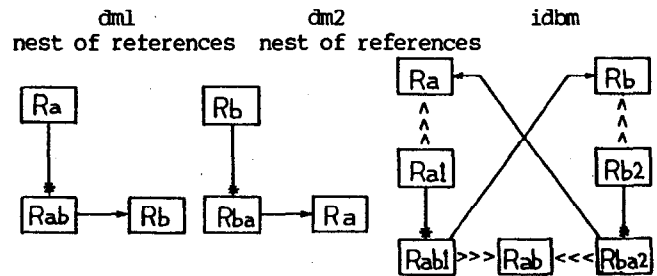 dm1 dm2 idbm
nest of references nest of references
Ra Rb
Ra Rb
^ ^
^ ^
^ ^
Ra1 Rb2
Rab Rb Rba Ra
Rab1 >>> Rab <<< Rba2